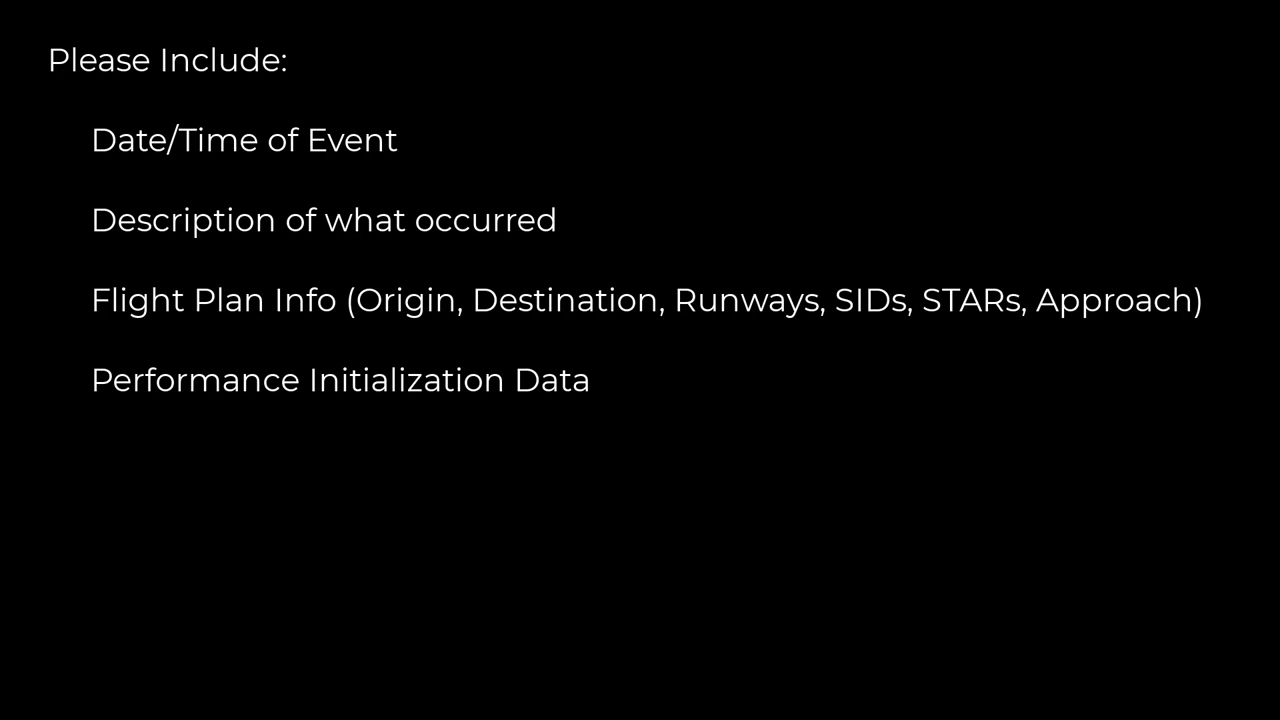 Please Include:
Date/Time of Event
Description of what occurred
Flight Plan Info (Origin, Destination, Runways, SIDs, STARs, Approach)
Performance Initialization Data